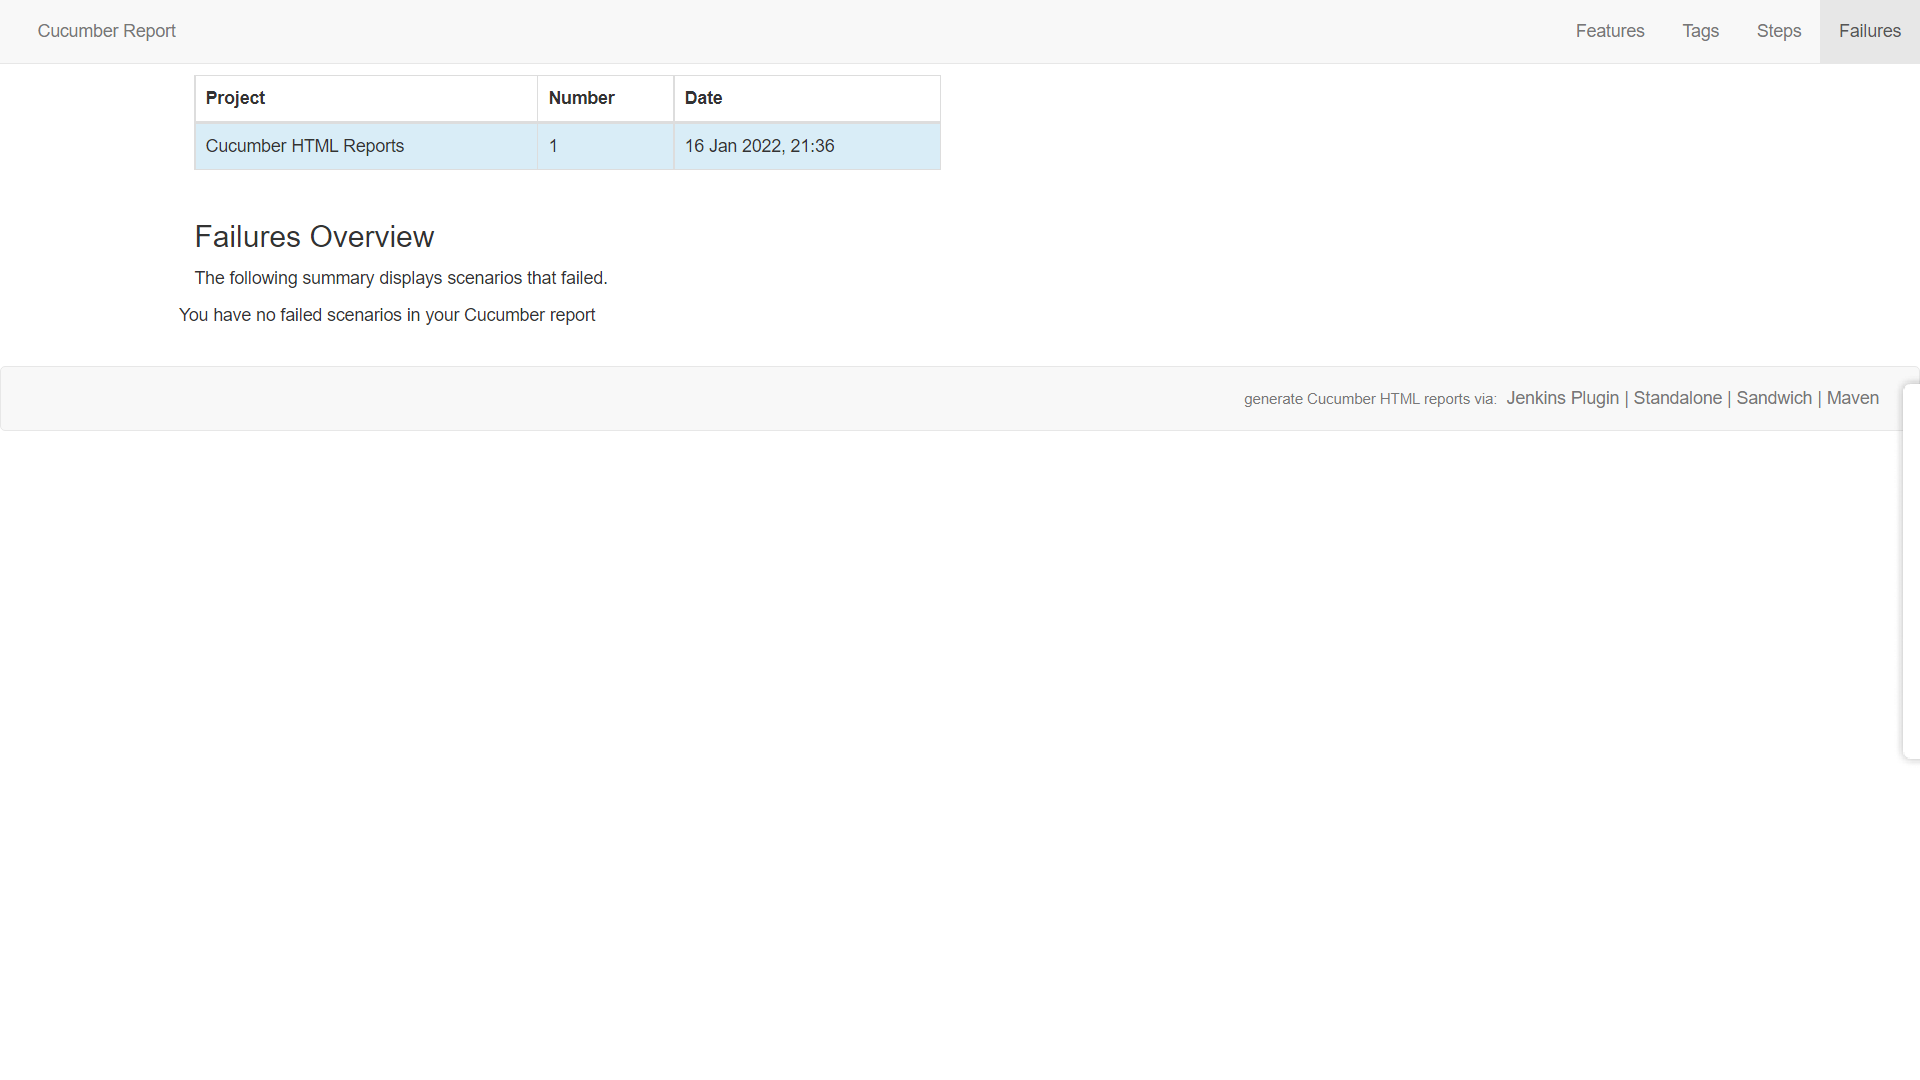 Cucumber Report Features Tags Steps Failures
Project Number Date
Cucumber HTML Reports 1 16 Jan 2022, 21:36
Failures Overview
The following summary displays scenarios that failed.
You have no failed scenarios in your Cucumber report
generate Cucumber HTML reports via: Jenkins Plugin | Standalone | Sandwich | Maven